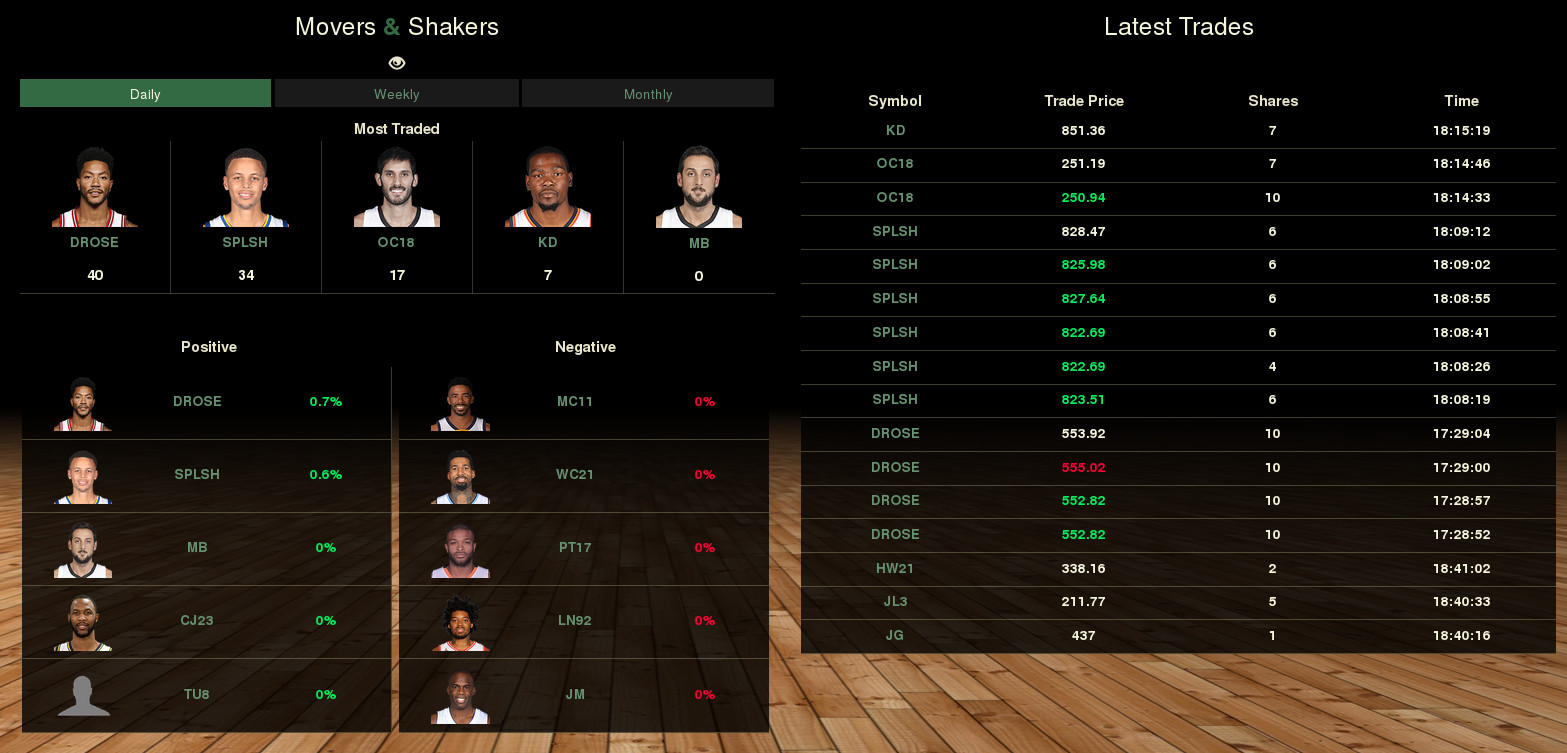 Movers & Shakers
Daily Weekly Monthly
Most Traded
DROSE SPLSH OC18 KD MB
40 34 17 7 0
Positive Negative
DROSE 0.7% MC11 0%
SPLSH 0.6% WC21 0%
MB 0% PT17 0%
CJ23 0% LN92 0%
TU8 0% JM 0%
Latest Trades
Symbol Trade Price Shares Time
KD 851.36 7 18:15:19
OC18 251.19 7 18:14:46
OC18 250.94 10 18:14:33
SPLSH 828.47 6 18:09:12
SPLSH 825.98 6 18:09:02
SPLSH 827.64 6 18:08:55
SPLSH 822.69 6 18:08:41
SPLSH 822.69 4 18:08:26
SPLSH 823.51 6 18:08:19
DROSE 553.92 10 17:29:04
DROSE 555.02 10 17:29:00
DROSE 552.82 10 17:28:57
DROSE 552.82 10 17:28:52
HW21 338.16 2 18:41:02
JL3 211.77 5 18:40:33
JG 437 1 18:40:16